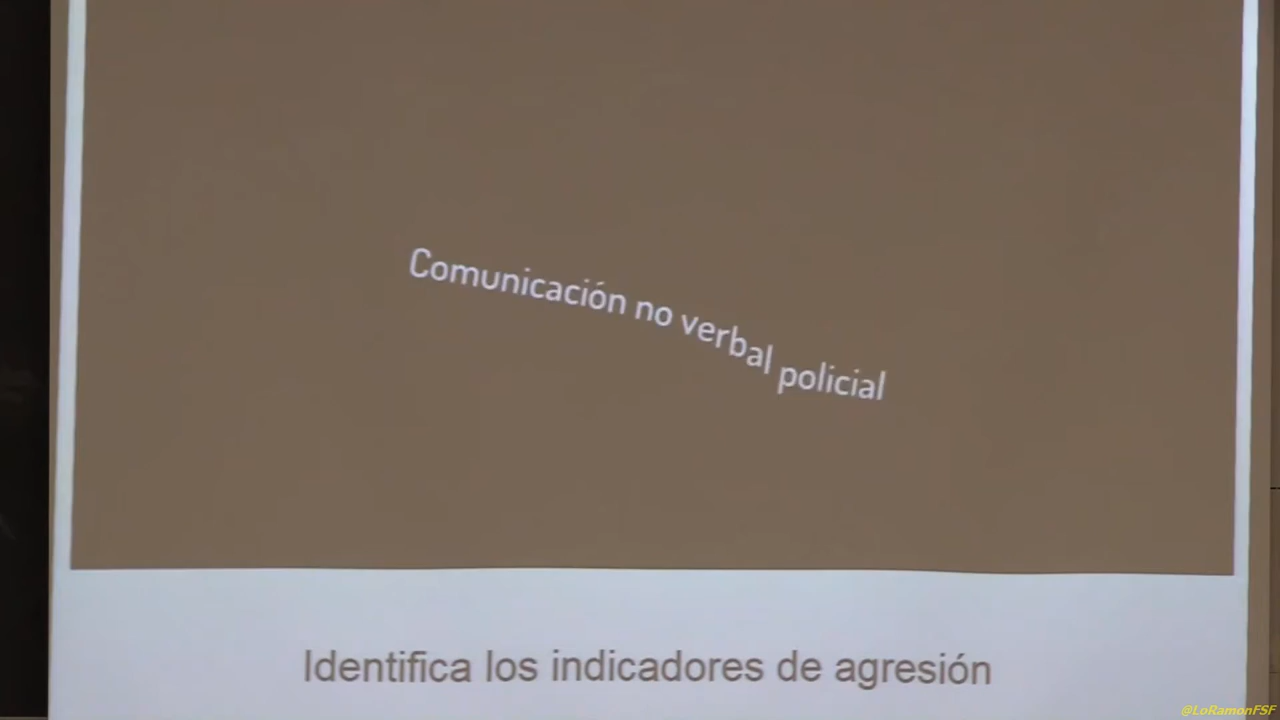 Comunicación no verbal policial
Identifica los indicadores de agresión
@LoRamonFSF